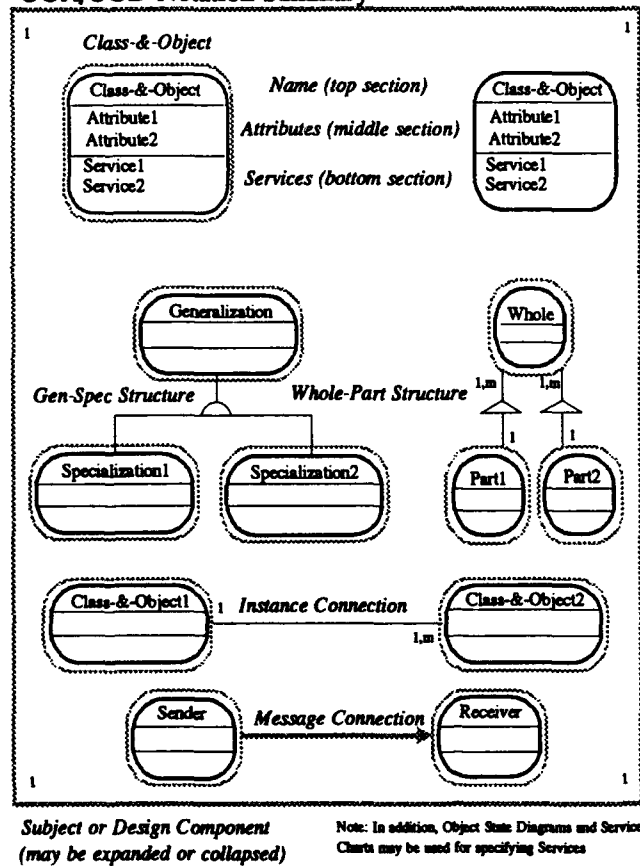 1
1
Class-&-Object
Class-&-Object
Attribute1
Attribute2
Service1
Service2
Name (top section)
Attributes (middle section)
Services (bottom section)
Class-&-Object
Attribute1
Attribute2
Service1
Service2
Generalization
Whole
Gen-Spec Structure
Whole-Part Structure
1,m
1,m
1
1
Specialization1
Specialization2
Part1
Part2
Class-&-Object1
1
Instance Connection
1,m
Class-&-Object2
Sender
Message Connection
Receiver
1
1
Subject or Design Component
(may be expanded or collapsed)
Note: In addition, Object State Diagrams and Service
Charts may be used for specifying Services